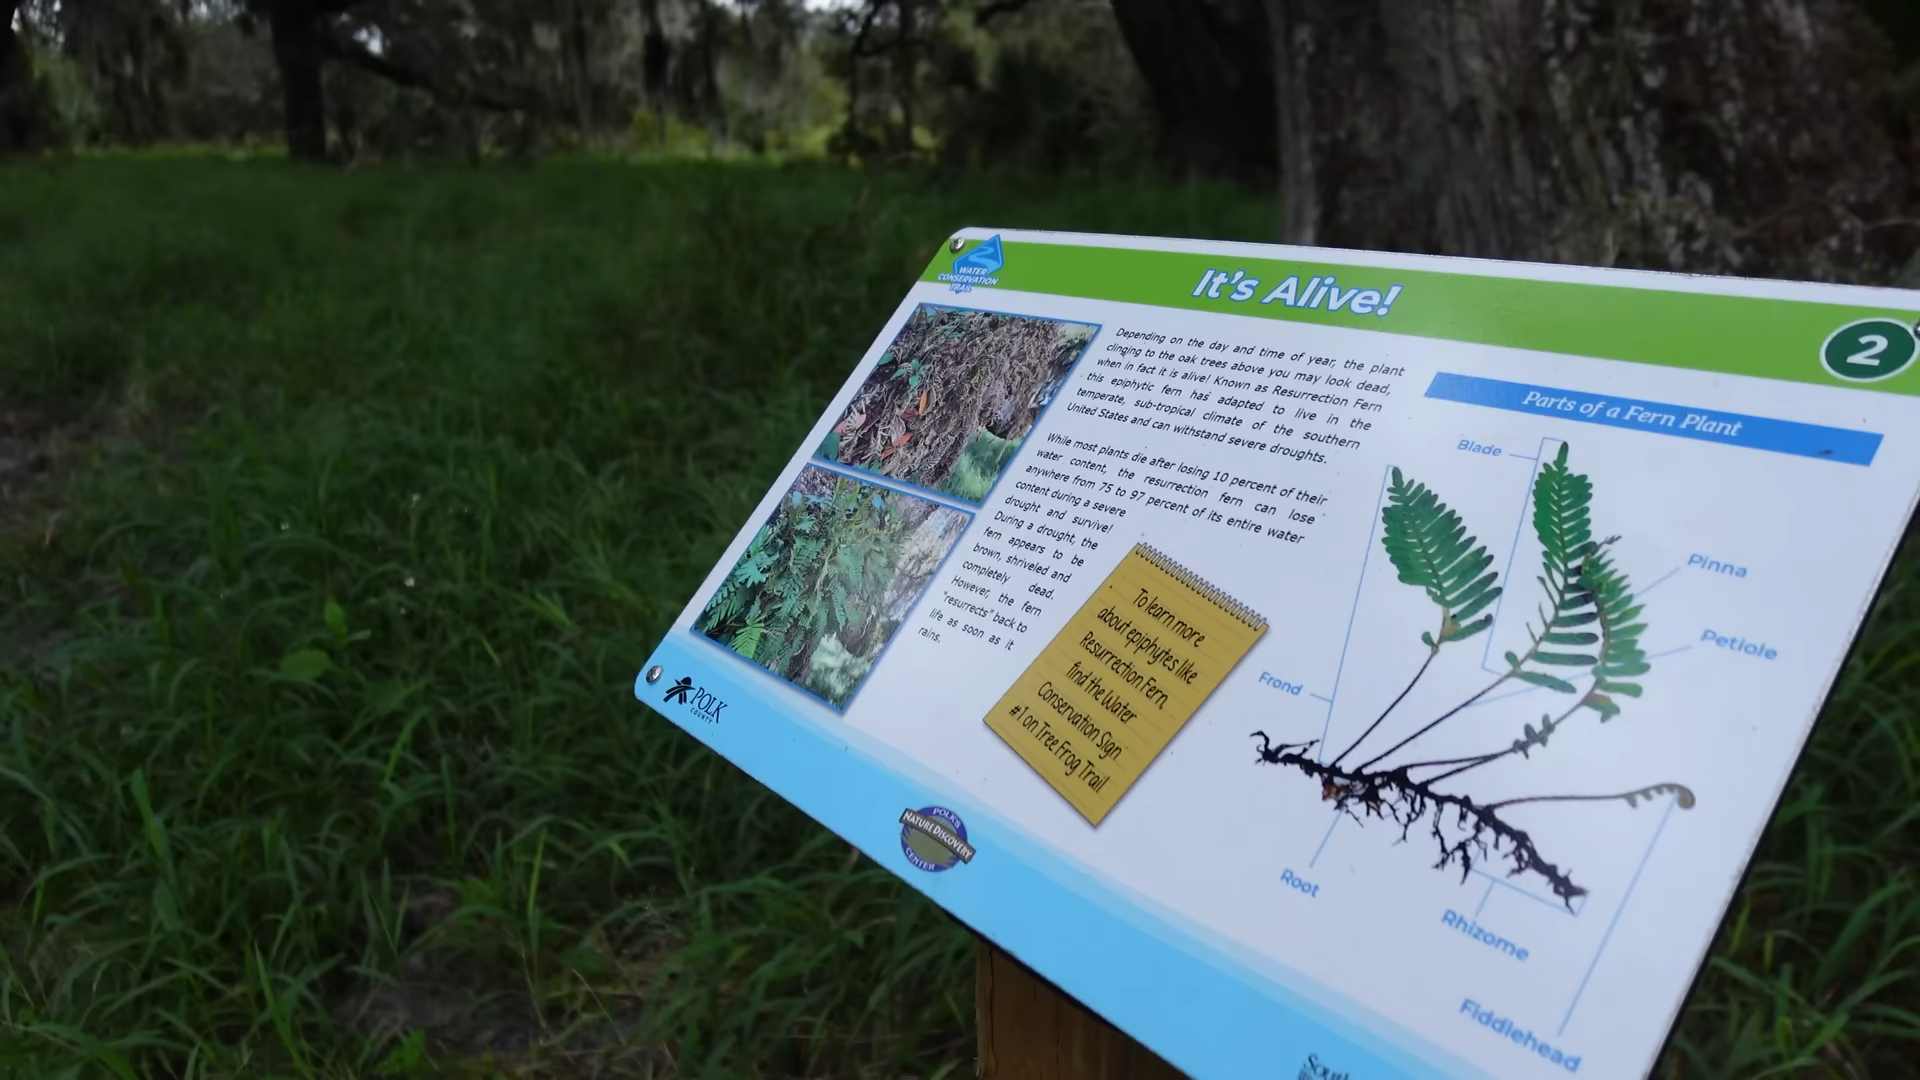 WATER
CONSERVATION
TRAIL
It's Alive!
2
Depending on the day and time of year, the plant
clinging to the oak trees above you may look dead,
when in fact it is alive! Known as Resurrection Fern
this epiphytic fern has adapted to live in the
temperate, sub-tropical climate of the southern
United States and can withstand severe droughts.
While most plants die after losing 10 percent of their
water content, the resurrection fern can lose
anywhere from 75 to 97 percent of its entire water
content during a severe
drought and survive!
During a drought, the
fern appears to be
brown, shriveled and
completely dead.
However, the fern
"resurrects" back to
life as soon as it
rains.
To learn more
about epiphytes like
Resurrection Fern,
find the Water
Conservation Sign
#1 on Tree Frog Trail
Parts of a Fern Plant
Blade
Pinna
Petiole
Frond
Root
Rhizome
Fiddlehead
POLK
COUNTY
POLK'S
NATURE DISCOVERY
CENTER